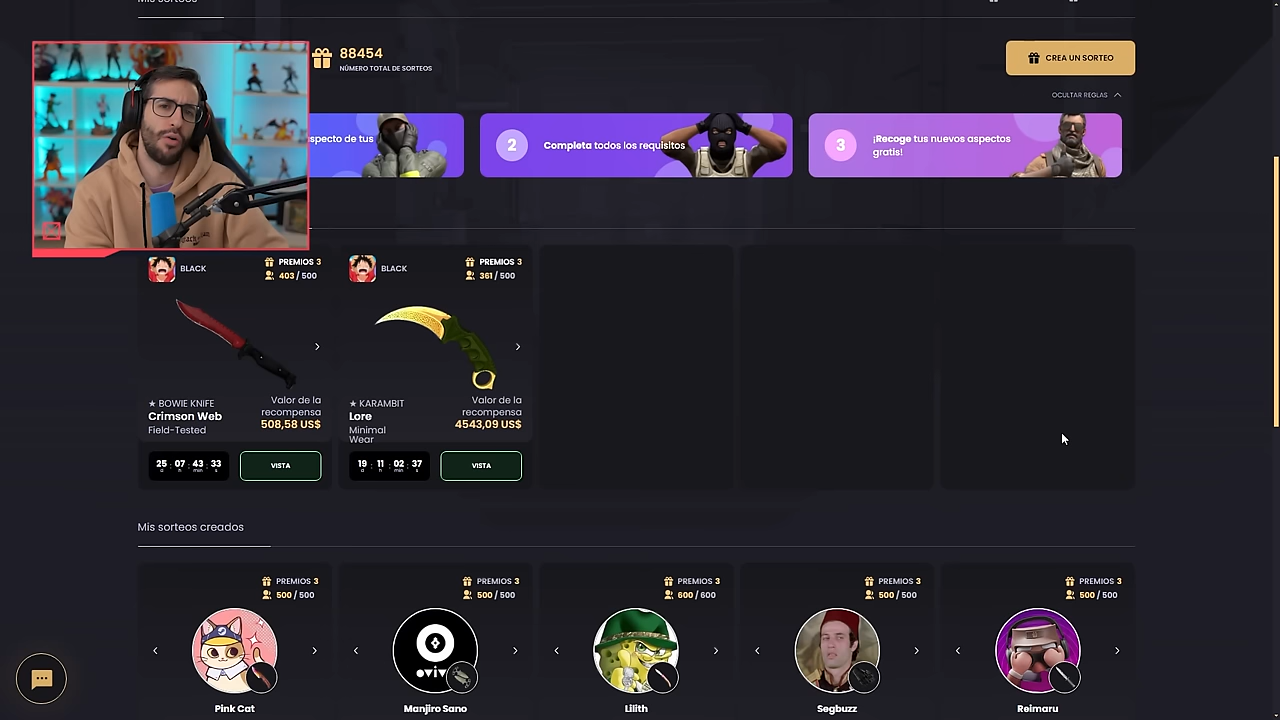 Mis sorteos
88454
NÚMERO TOTAL DE SORTEOS
CREA UN SORTEO
OCULTAR REGLAS
specto de tus
2
Completa todos los requisitos
3
¡Recoge tus nuevos aspectos
gratis!
BLACK
PREMIOS 3
403 / 500
BLACK
PREMIOS 3
361 / 500
★ BOWIE KNIFE
Crimson Web
Field-Tested
Valor de la
recompensa
508,58 US$
★ KARAMBIT
Lore
Minimal
Wear
Valor de la
recompensa
4543,09 US$
25 : 07 : 43 : 33
d h min s
VISTA
19 : 11 : 02 : 37
d h min s
VISTA
Mis sorteos creados
PREMIOS 3
500 / 500
PREMIOS 3
500 / 500
PREMIOS 3
600 / 600
PREMIOS 3
500 / 500
PREMIOS 3
500 / 500
Pink Cat
Manjiro Sano
Lilith
Segbuzz
Reimaru